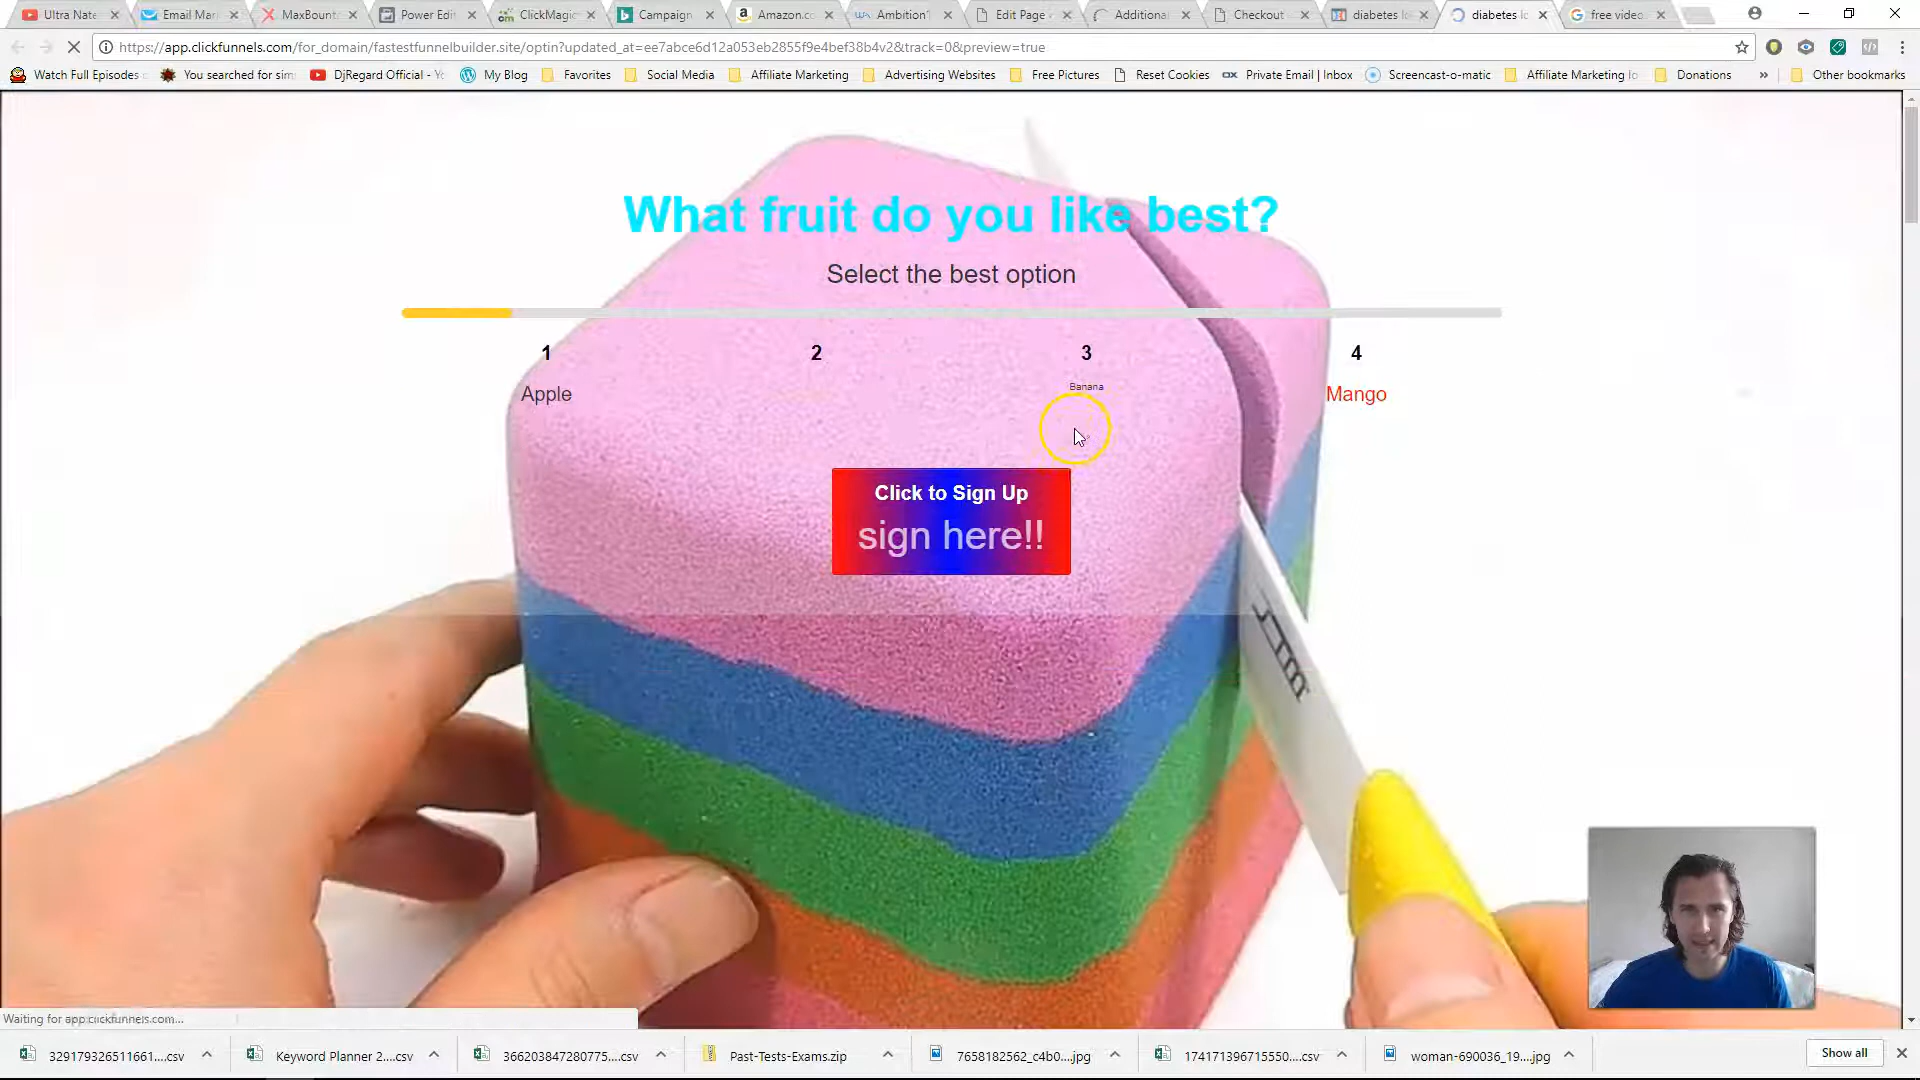 Ultra Nate
Email Mar
MaxBount
Power Edit
ClickMagic
Campaign
Amazon.co
Ambition
Edit Page
Additional
Checkout
diabetes lo
diabetes lo
free video
https://app.clickfunnels.com/for_domain/fastestfunnelbuilder.site/optin?updated_at=ee7abce6d12a053eb2855f9e4bef38b4v2&track=0&preview=true
Watch Full Episodes
You searched for sim
DjRegard Official - Yo
My Blog
Favorites
Social Media
Affiliate Marketing
Advertising Websites
Free Pictures
Reset Cookies
Private Email | Inbox
Screencast-o-matic
Affiliate Marketing Io
Donations
»
Other bookmarks
What fruit do you like best?
Select the best option
1 2 3 4
Apple Banana Mango
Click to Sign Up
sign here!!
Waiting for app.clickfunnels.com...
329179326511661....csv
Keyword Planner 2....csv
366203847280775....csv
Past-Tests-Exams.zip
7658182562_c4b0....jpg
174171396715550....csv
woman-690036_19...jpg
Show all